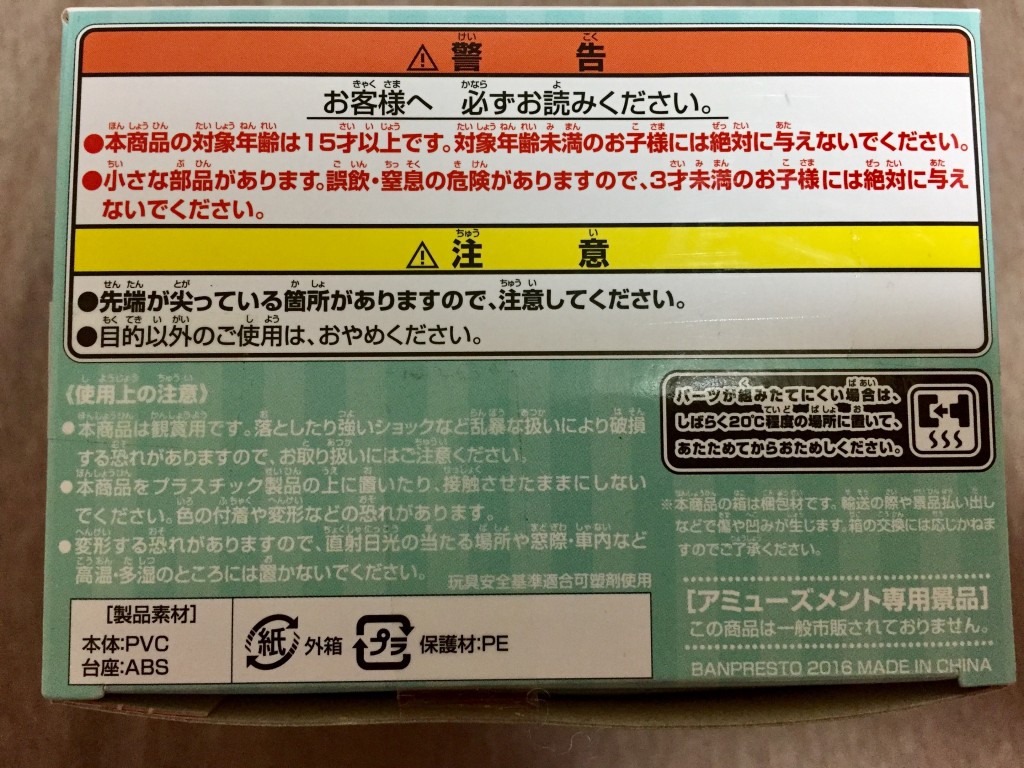 ⚠警告
お客様へ 必ずお読みください。
●本商品の対象年齢は15才以上です。対象年齢未満のお子様には絶対に与えないでください。
●小さな部品があります。誤飲・窒息の危険がありますので、3才未満のお子様には絶対に与え
ないでください。
⚠注意
●先端が尖っている箇所がありますので、注意してください。
●目的以外のご使用は、おやめください。
《使用上の注意》
●本商品は観賞用です。落としたり強いショックなど乱暴な扱いにより破損
する恐れがありますので、お取り扱いにはご注意ください。
●本商品をプラスチック製品の上に置いたり、接触させたままにしない
でください。色の付着や変形などの恐れがあります。
●変形する恐れがありますので、直射日光の当たる場所や窓際・車内など
高温・多湿のところには置かないでください。
玩具安全基準適合可塑剤使用
パーツが組みたてにくい場合は、
しばらく20℃程度の場所に置いて、
あたためてからおためしください。
※本商品の箱は梱包材です。輸送の際や景品払い出し
などで傷や凹みが生じます。箱の交換には応じかねま
すのでご了承ください。
[製品素材]
本体:PVC
台座:ABS
紙 外箱
プラ 保護材:PE
[アミューズメント専用景品]
この商品は一般市販されておりません。
BANPRESTO 2016 MADE IN CHINA